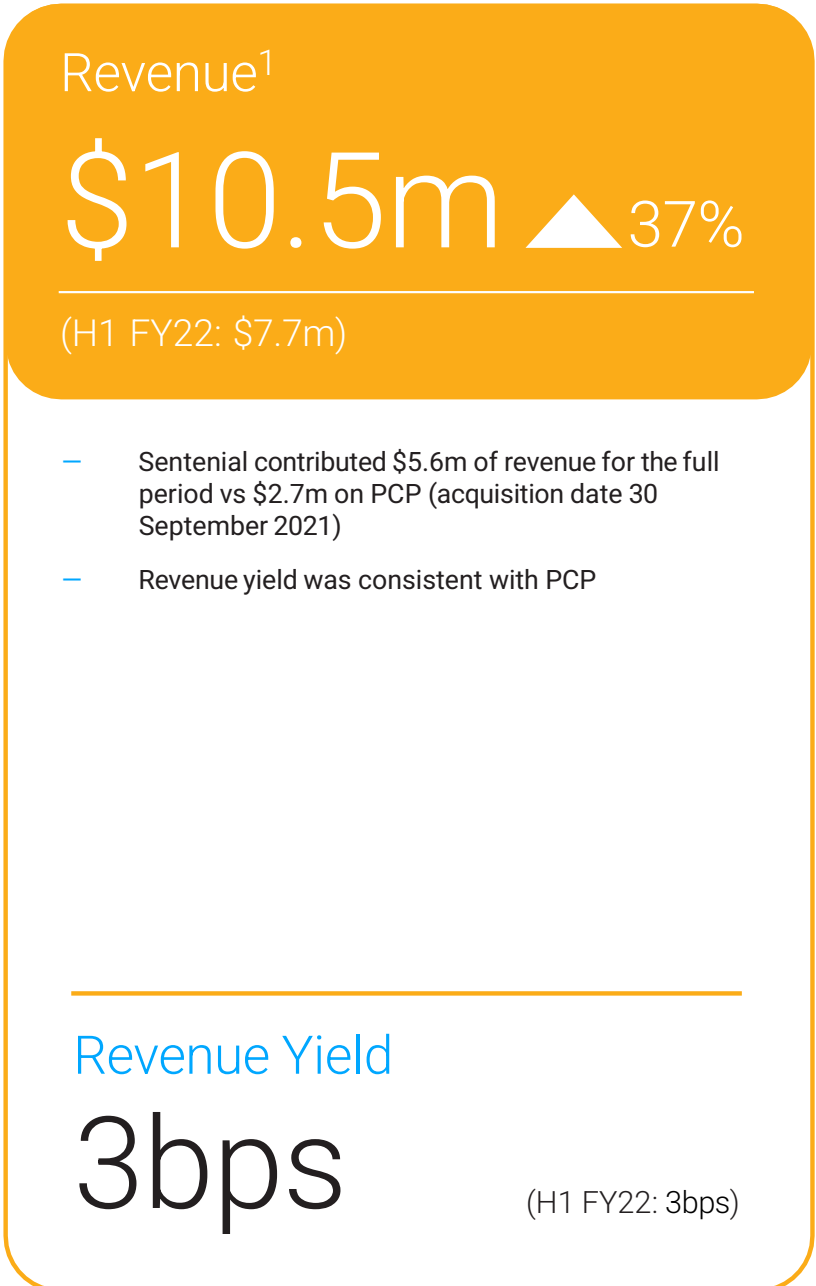 Revenue¹
$10.5m ▲37%
(H1 FY22: $7.7m)
— Sentenial contributed $5.6m of revenue for the full
period vs $2.7m on PCP (acquisition date 30
September 2021)
— Revenue yield was consistent with PCP
Revenue Yield
3bps (H1 FY22: 3bps)